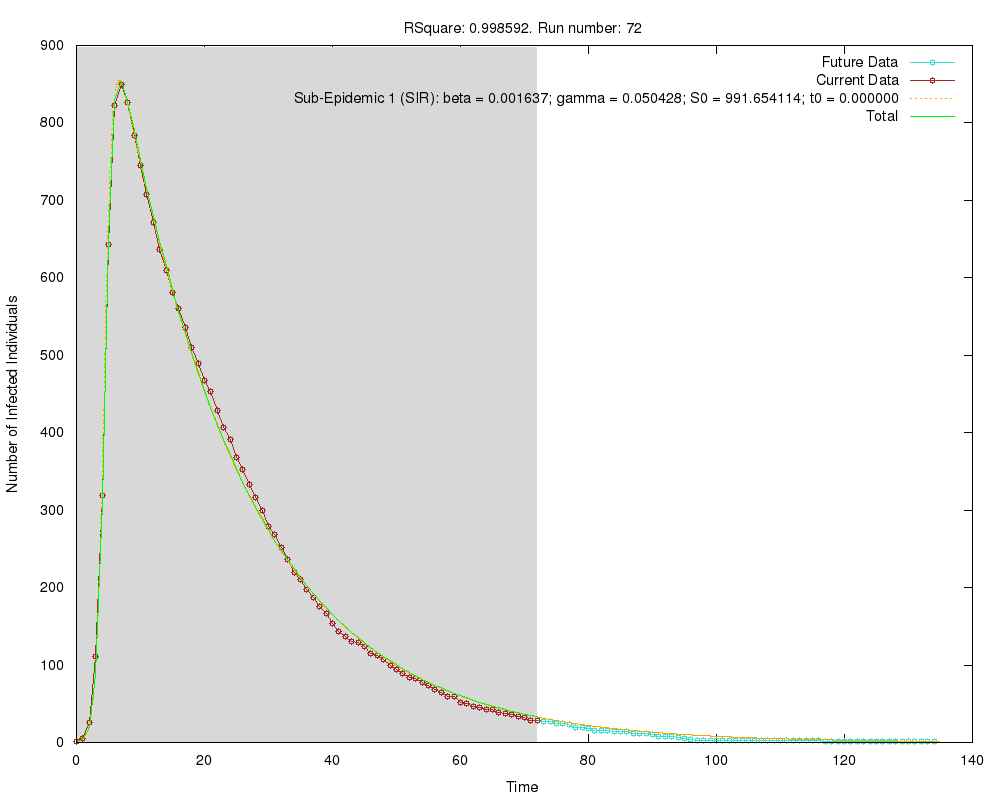 RSquare: 0.998592. Run number: 72
900
800
700
600
500
400
300
200
100
0
Number of Infected Individuals
Future Data
Current Data
Sub-Epidemic 1 (SIR): beta = 0.001637; gamma = 0.050428; S0 = 991.654114; t0 = 0.000000
Total
0 20 40 60 80 100 120 140
Time